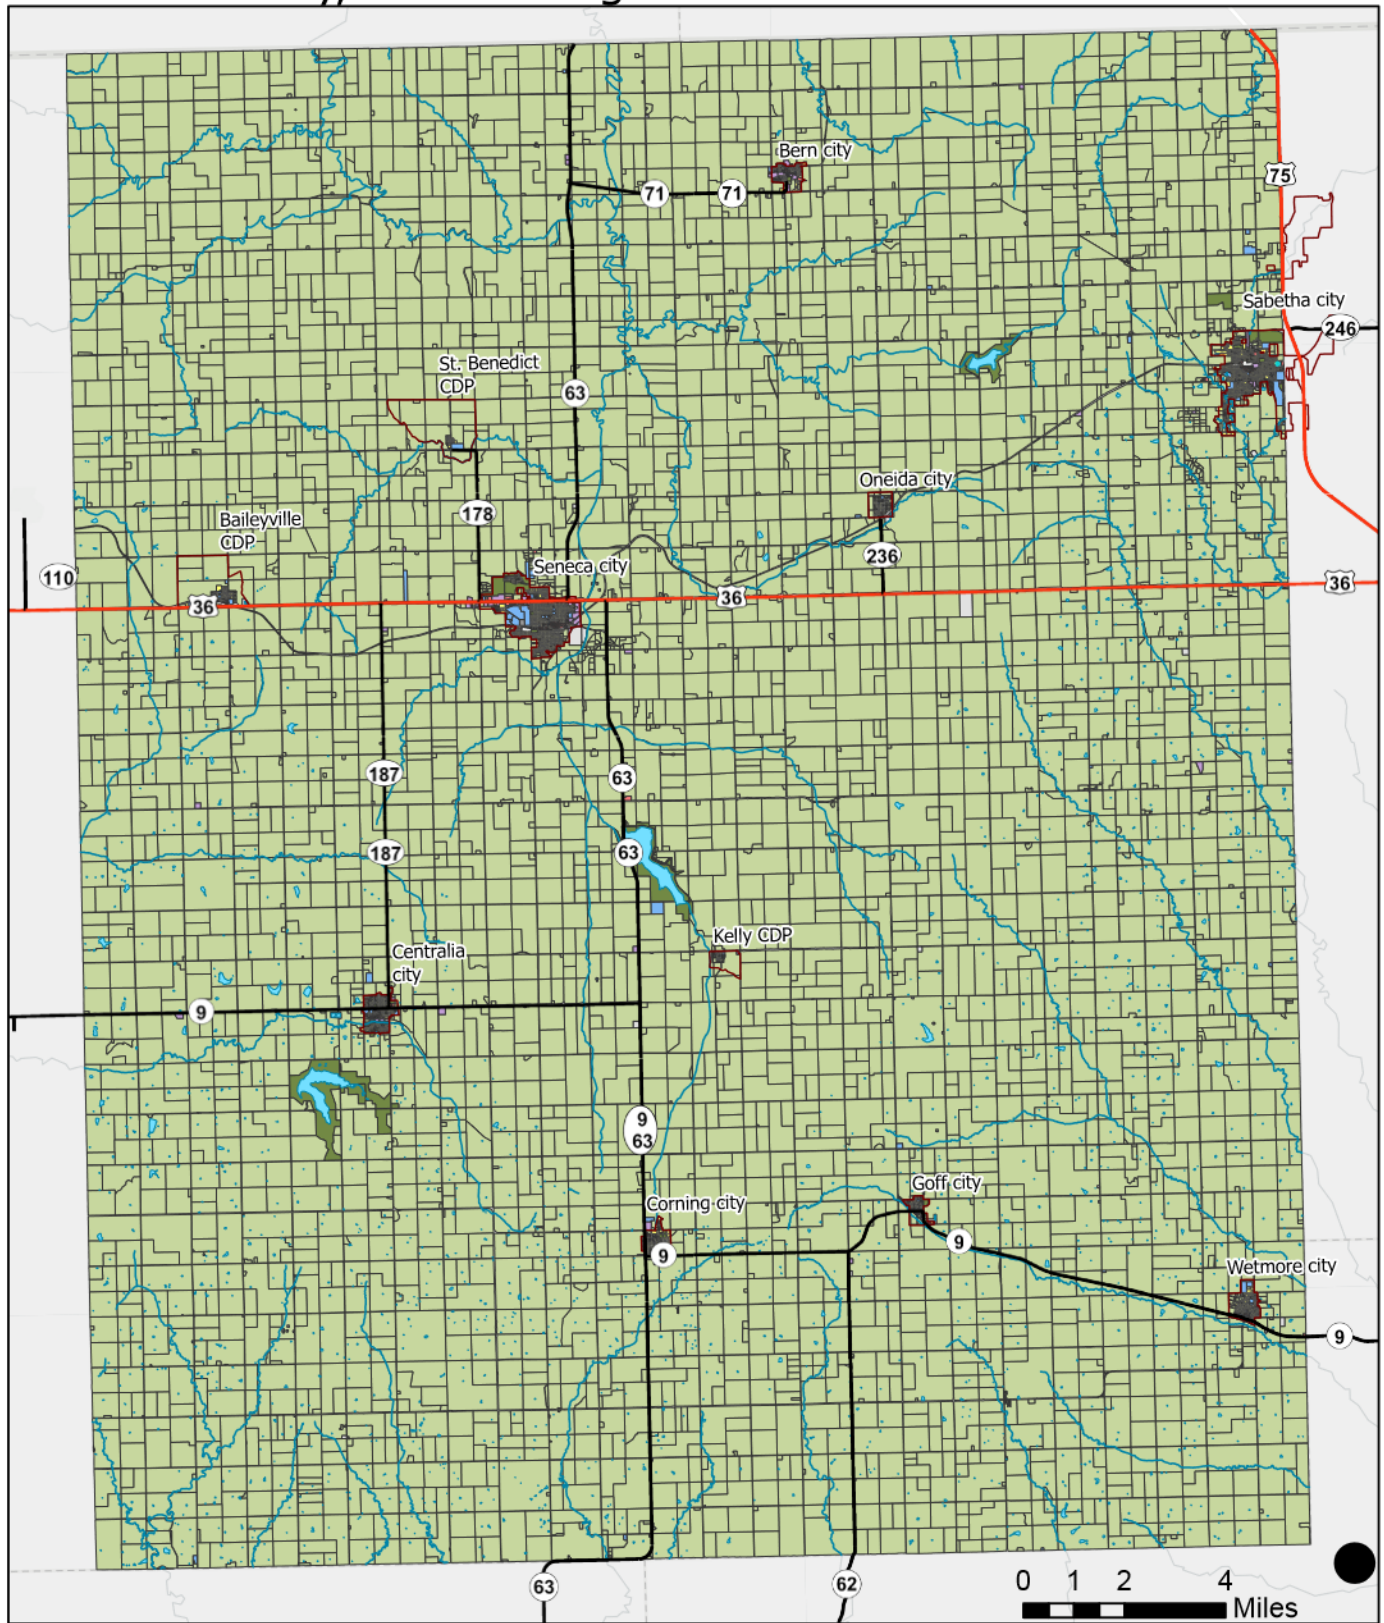 Bern city
71
71
75
Sabetha city
246
St. Benedict
CDP
63
Oneida city
178
Baileyville
CDP
236
Seneca city
110
36
36
36
187
63
187
63
Kelly CDP
Centralia
city
9
9
63
Goff city
Corning city
9
9
Wetmore city
9
63
62
0 1 2 4
Miles